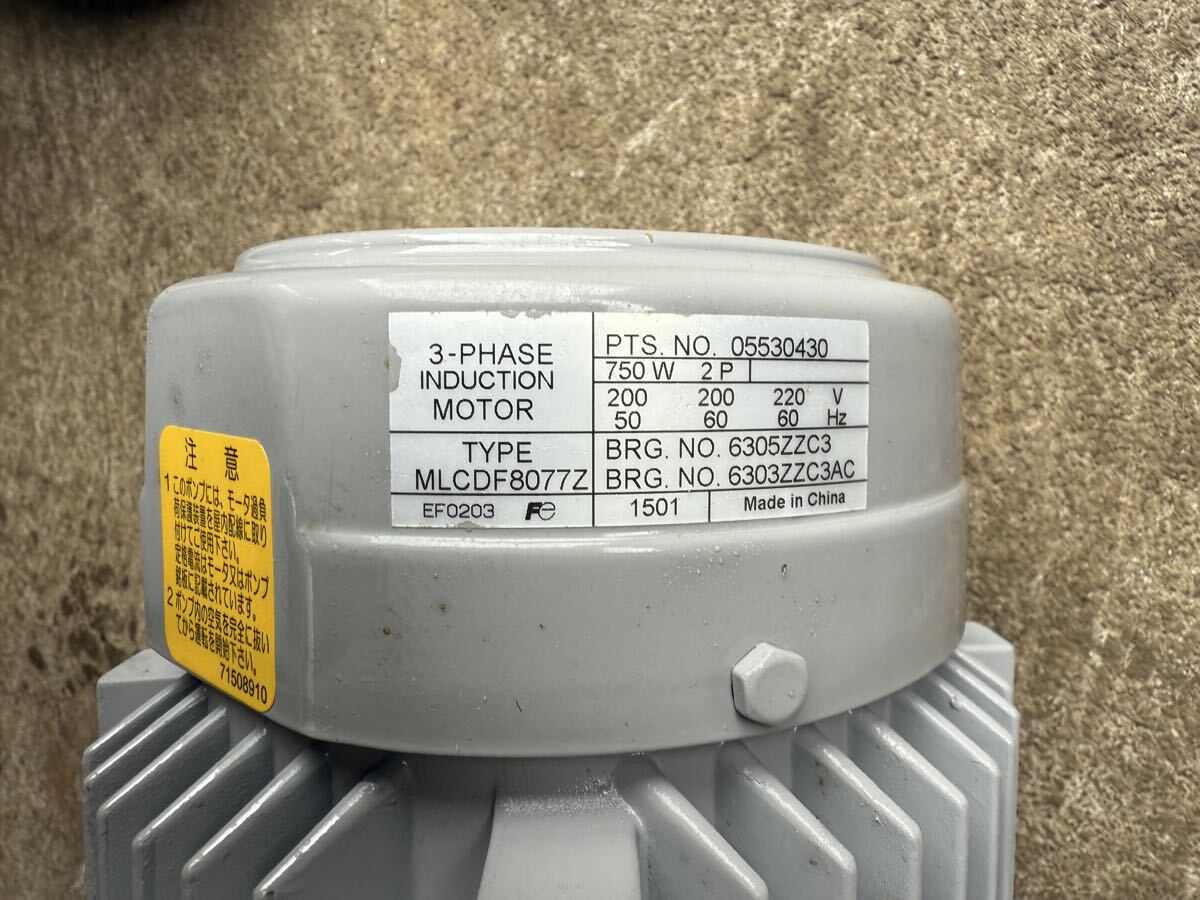 3-PHASE
INDUCTION
MOTOR
PTS. NO. 05530430
750 W 2 P
200 200 220 V
50 60 60 Hz
TYPE
MLCDF8077Z
BRG. NO. 6305ZZC3
BRG. NO. 6303ZZC3AC
EF0203 Fe
1501
Made in China
注 意
1 このポンプには、モータ過負
荷保護装置を屋内配線に取り
付けてご使用下さい。
定格電流はモータ又はポンプ
銘板に記載されています。
2 ポンプ内の空気を完全に抜い
てから運転を開始下さい。
71508910